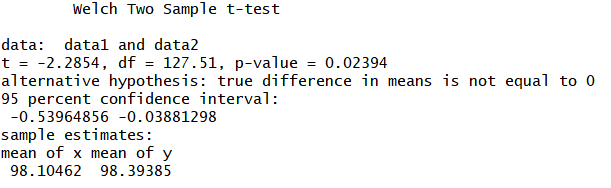 Welch Two Sample t-test
data:  data1 and data2
t = -2.2854, df = 127.51, p-value = 0.02394
alternative hypothesis: true difference in means is not equal to 0
95 percent confidence interval:
-0.53964856 -0.03881298
sample estimates:
mean of x mean of y
98.10462  98.39385